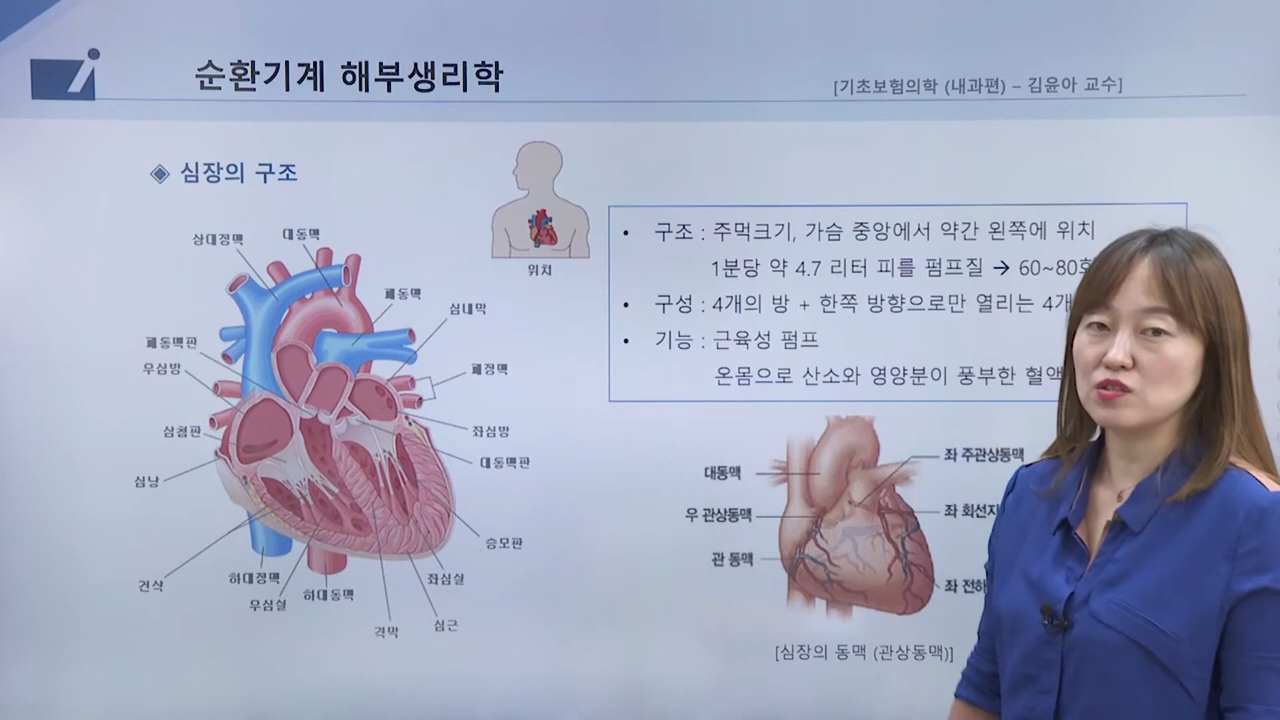 순환기계 해부생리학
[기초보험의학 (내과편) – 김윤아 교수]
◈ 심장의 구조
위치
• 구조 : 주먹크기, 가슴 중앙에서 약간 왼쪽에 위치
1분당 약 4.7 리터 피를 펌프질 → 60~80회
• 구성 : 4개의 방 + 한쪽 방향으로만 열리는 4개
• 기능 : 근육성 펌프
온몸으로 산소와 영양분이 풍부한 혈액
상대정맥
대동맥
폐동맥
심내막
폐동맥판
우심방
폐정맥
삼첨판
좌심방
대동맥판
심낭
승모판
건삭
하대정맥
우심실
하대동맥
좌심실
격막
심근
대동맥
좌 주관상동맥
우 관상동맥
좌 회선지
관 동맥
좌 전하
[심장의 동맥 (관상동맥)]